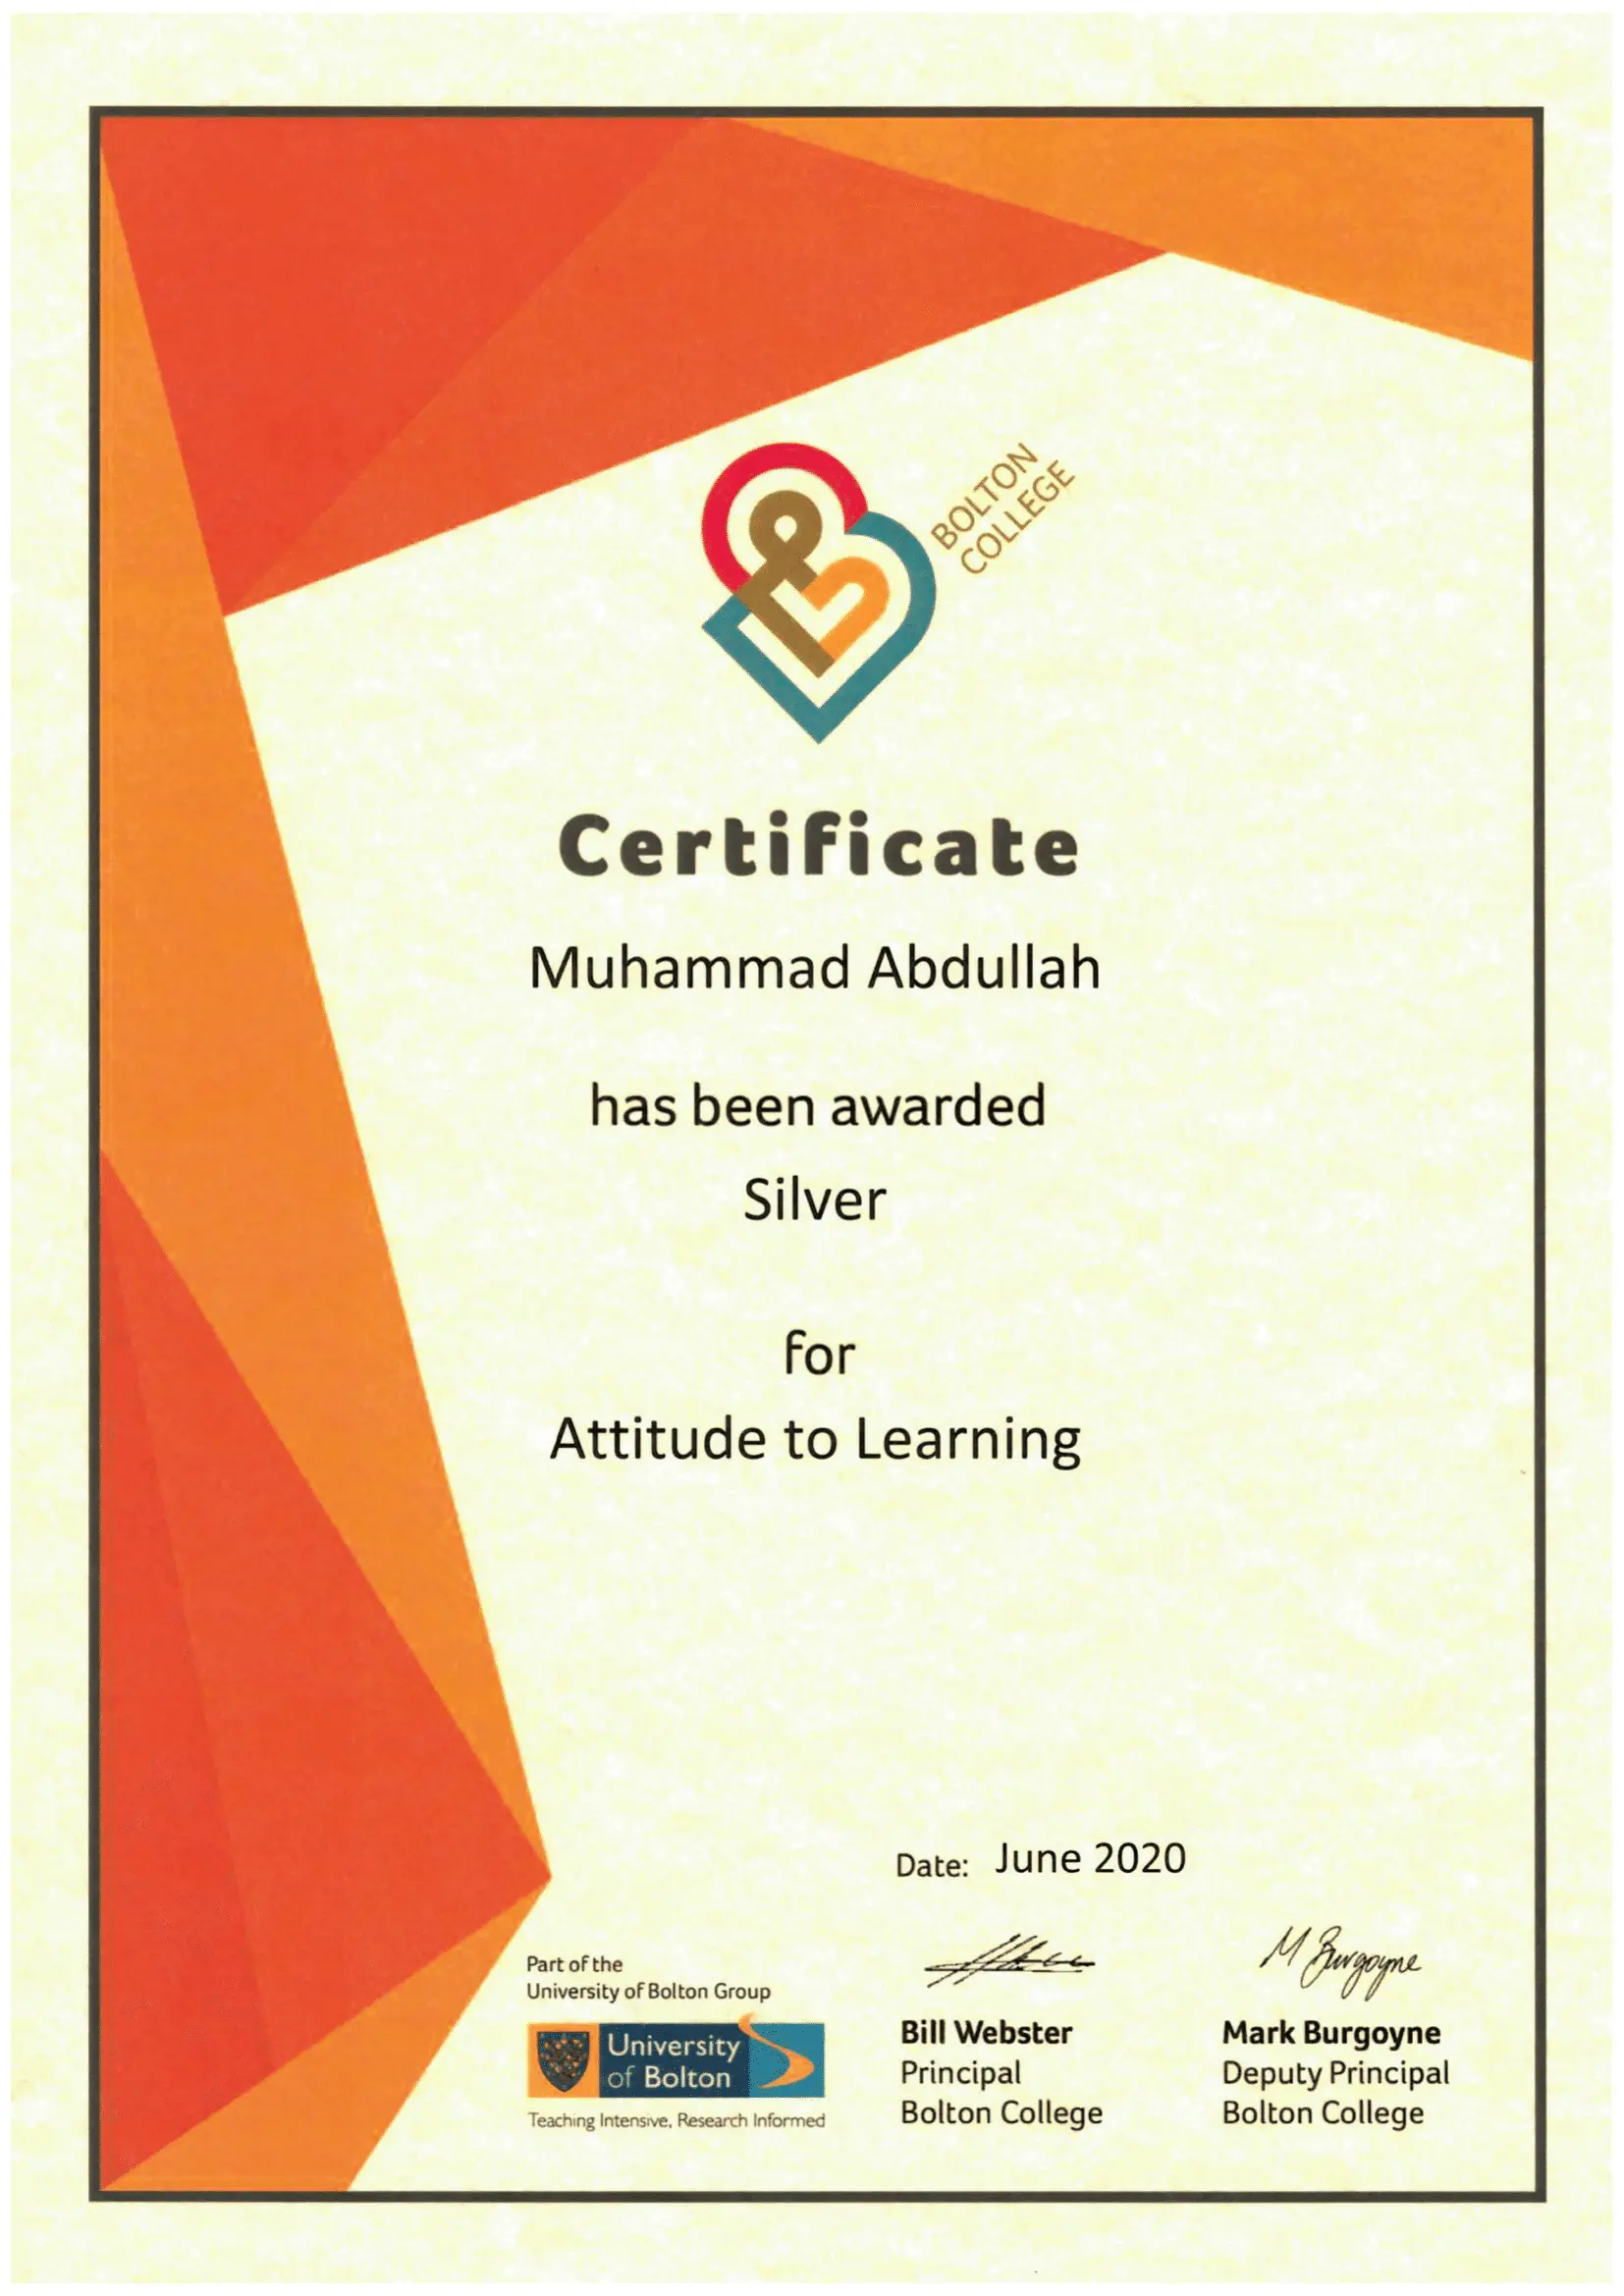 BOLTON
COLLEGE
Certificate
Muhammad Abdullah
has been awarded
Silver
for
Attitude to Learning
Date: June 2020
Part of the
University of Bolton Group
University
of Bolton
Teaching Intensive, Research Informed
M Burgoyne
Bill Webster
Principal
Bolton College
Mark Burgoyne
Deputy Principal
Bolton College